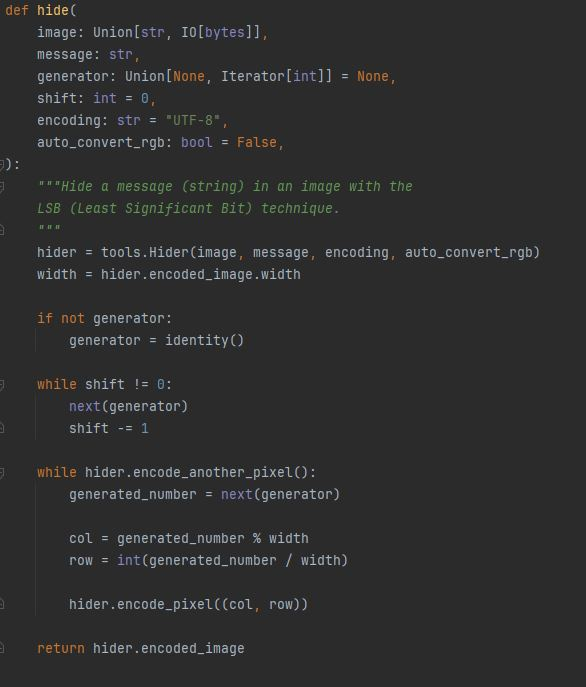 def hide(
    image: Union[str, IO[bytes]],
    message: str,
    generator: Union[None, Iterator[int]] = None,
    shift: int = 0,
    encoding: str = "UTF-8",
    auto_convert_rgb: bool = False,
):
    """Hide a message (string) in an image with the
    LSB (Least Significant Bit) technique.
    """
    hider = tools.Hider(image, message, encoding, auto_convert_rgb)
    width = hider.encoded_image.width

    if not generator:
        generator = identity()

    while shift != 0:
        next(generator)
        shift -= 1

    while hider.encode_another_pixel():
        generated_number = next(generator)

        col = generated_number % width
        row = int(generated_number / width)

        hider.encode_pixel((col, row))

    return hider.encoded_image